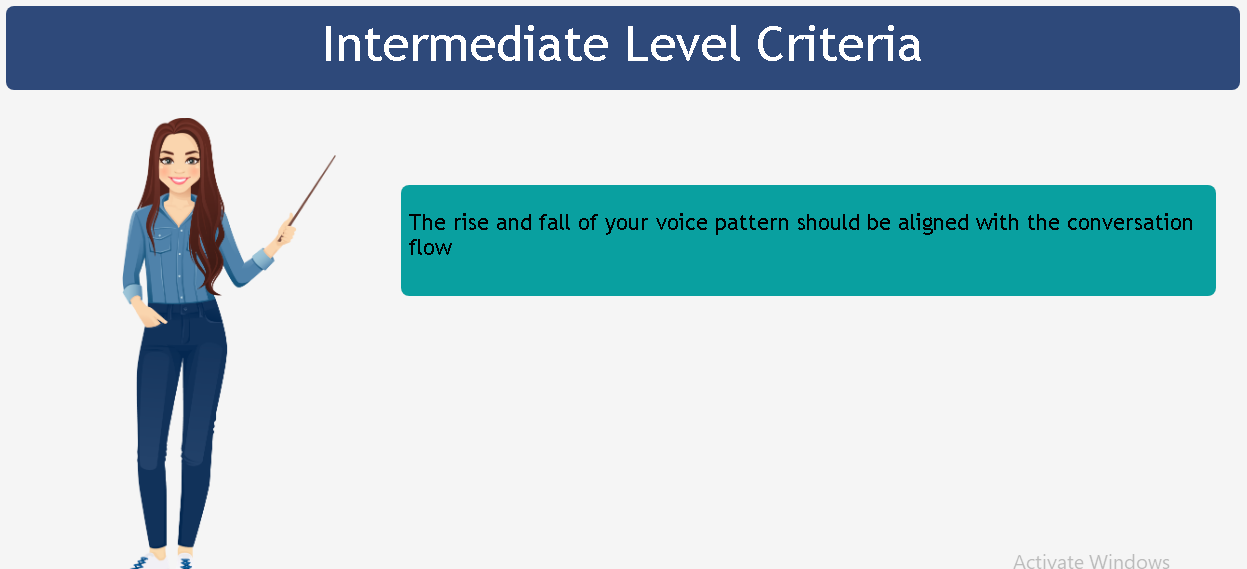 Intermediate Level Criteria
The rise and fall of your voice pattern should be aligned with the conversation
flow
Activate Windows